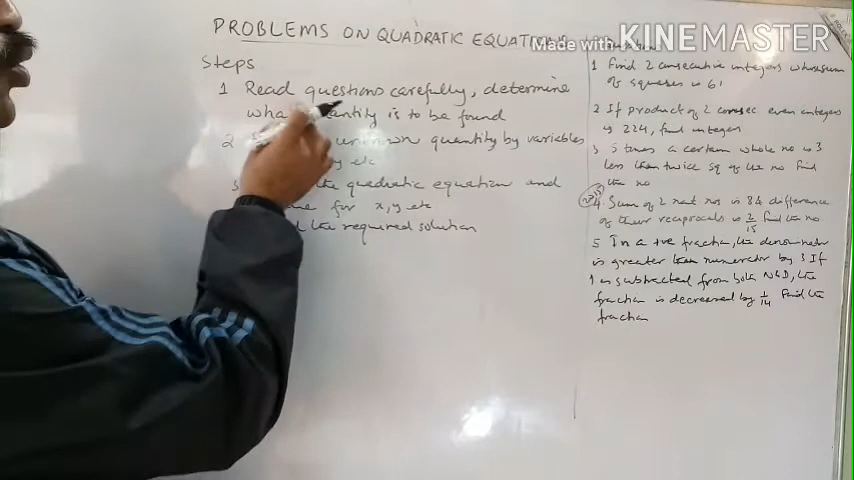 PROBLEMS ON QUADRATIC EQUATIONS
Made with KINEMASTER
Steps
1 Read questions carefully, determine
quantity is to be found
2 unknown quantity by variables
etc
3 the quadratic equation and
for x, y etc
the required solution
1 Find 2 consecutive integers whose sum
of squares is 61
2 If product of 2 consec even integers
is 224, find integers
3 5 times a certain whole no is 3
less than twice sq of the no Find
the no
4 Sum of 2 nat nos is 8 & difference
of their reciprocals is 2/15 find the no
5 In a +ve fraction, the denominator
is greater than numerator by 3 If
1 is subtracted from both N&D, the
fraction is decreased by 1/14 Find the
fraction